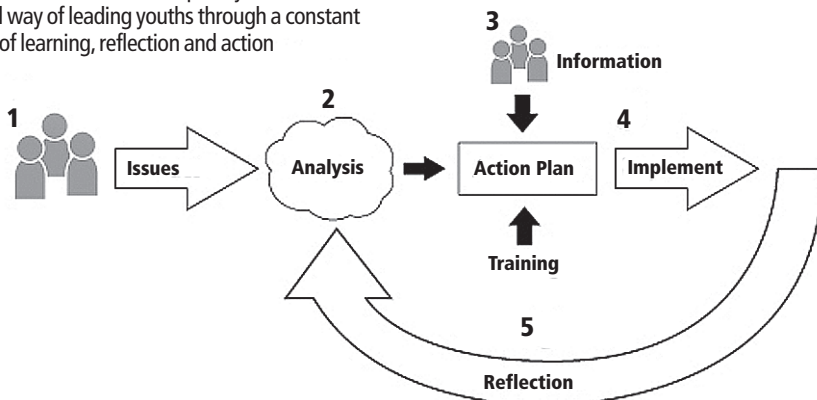 way of leading youths through a constant
of learning, reflection and action
3
Information
1
2
4
Issues
Analysis
Action Plan
Implement
Training
5
Reflection